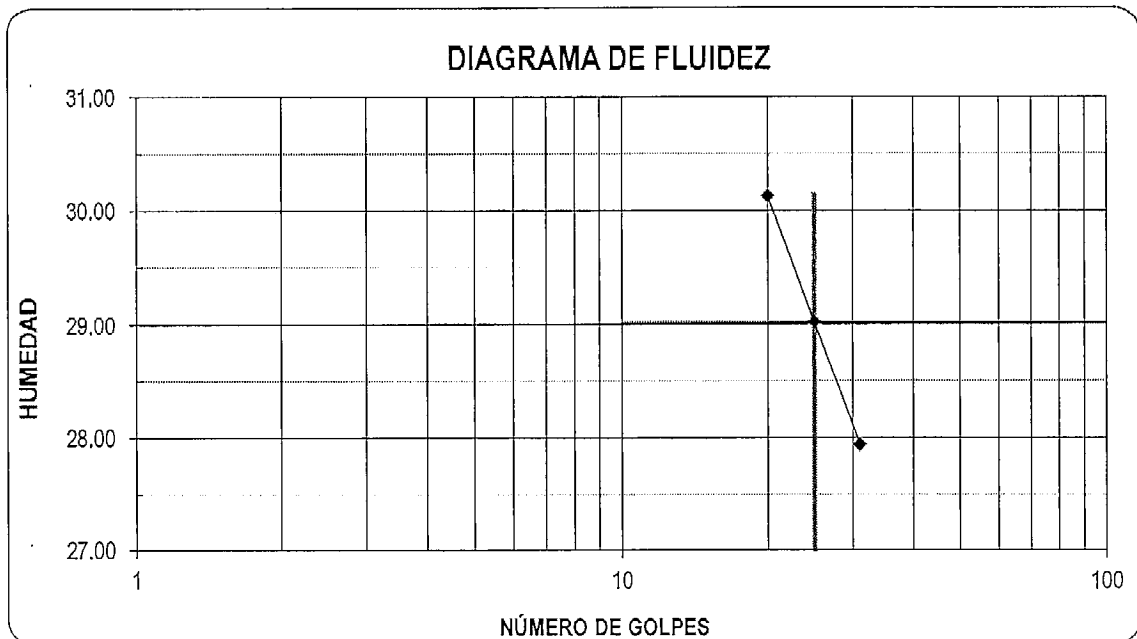 DIAGRAMA DE FLUIDEZ
31.00
30.00
29.00
28.00
27.00
HUMEDAD
1
10
100
NÚMERO DE GOLPES